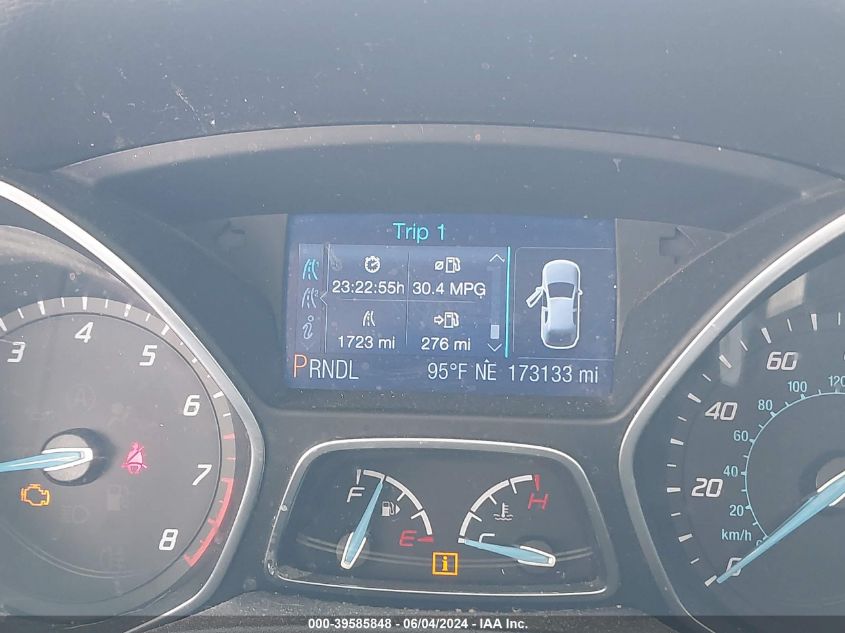 Trip 1
23:22:55h
30.4 MPG
1723 mi
276 mi
PRNDL 95°F NE 173133 mi
3
4
5
6
7
8
F
E
H
C
i
0
20
40
60
20
40
60
80
100
120
km/h
000-39585848 - 06/04/2024 - IAA Inc.